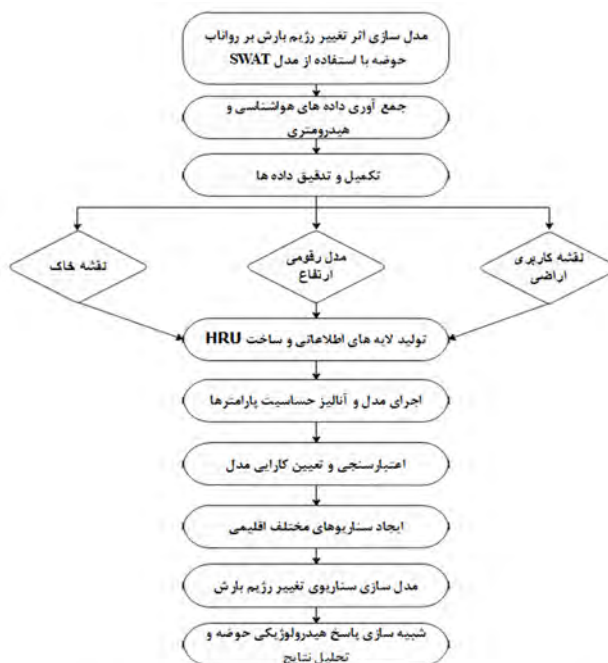 مدل سازی اثر تغییر رژیم بارش بر رواناب
حوضه با استفاده از مدل SWAT
جمع آوری داده های هواشناسی و
هیدرومتری
تکمیل و تدقیق داده ها
نقشه کاربری
اراضی
مدل رقومی
ارتفاع
نقشه خاک
تولید لایه های اطلاعاتی و ساخت HRU
اجرای مدل و آنالیز حساسیت پارامترها
اعتبارسنجی و تعیین کارایی مدل
ایجاد سناریوهای مختلف اقلیمی
مدل سازی سناریوی تغییر رژیم بارش
شبیه سازی پاسخ هیدرولوژیکی حوضه و
تحلیل نتایج